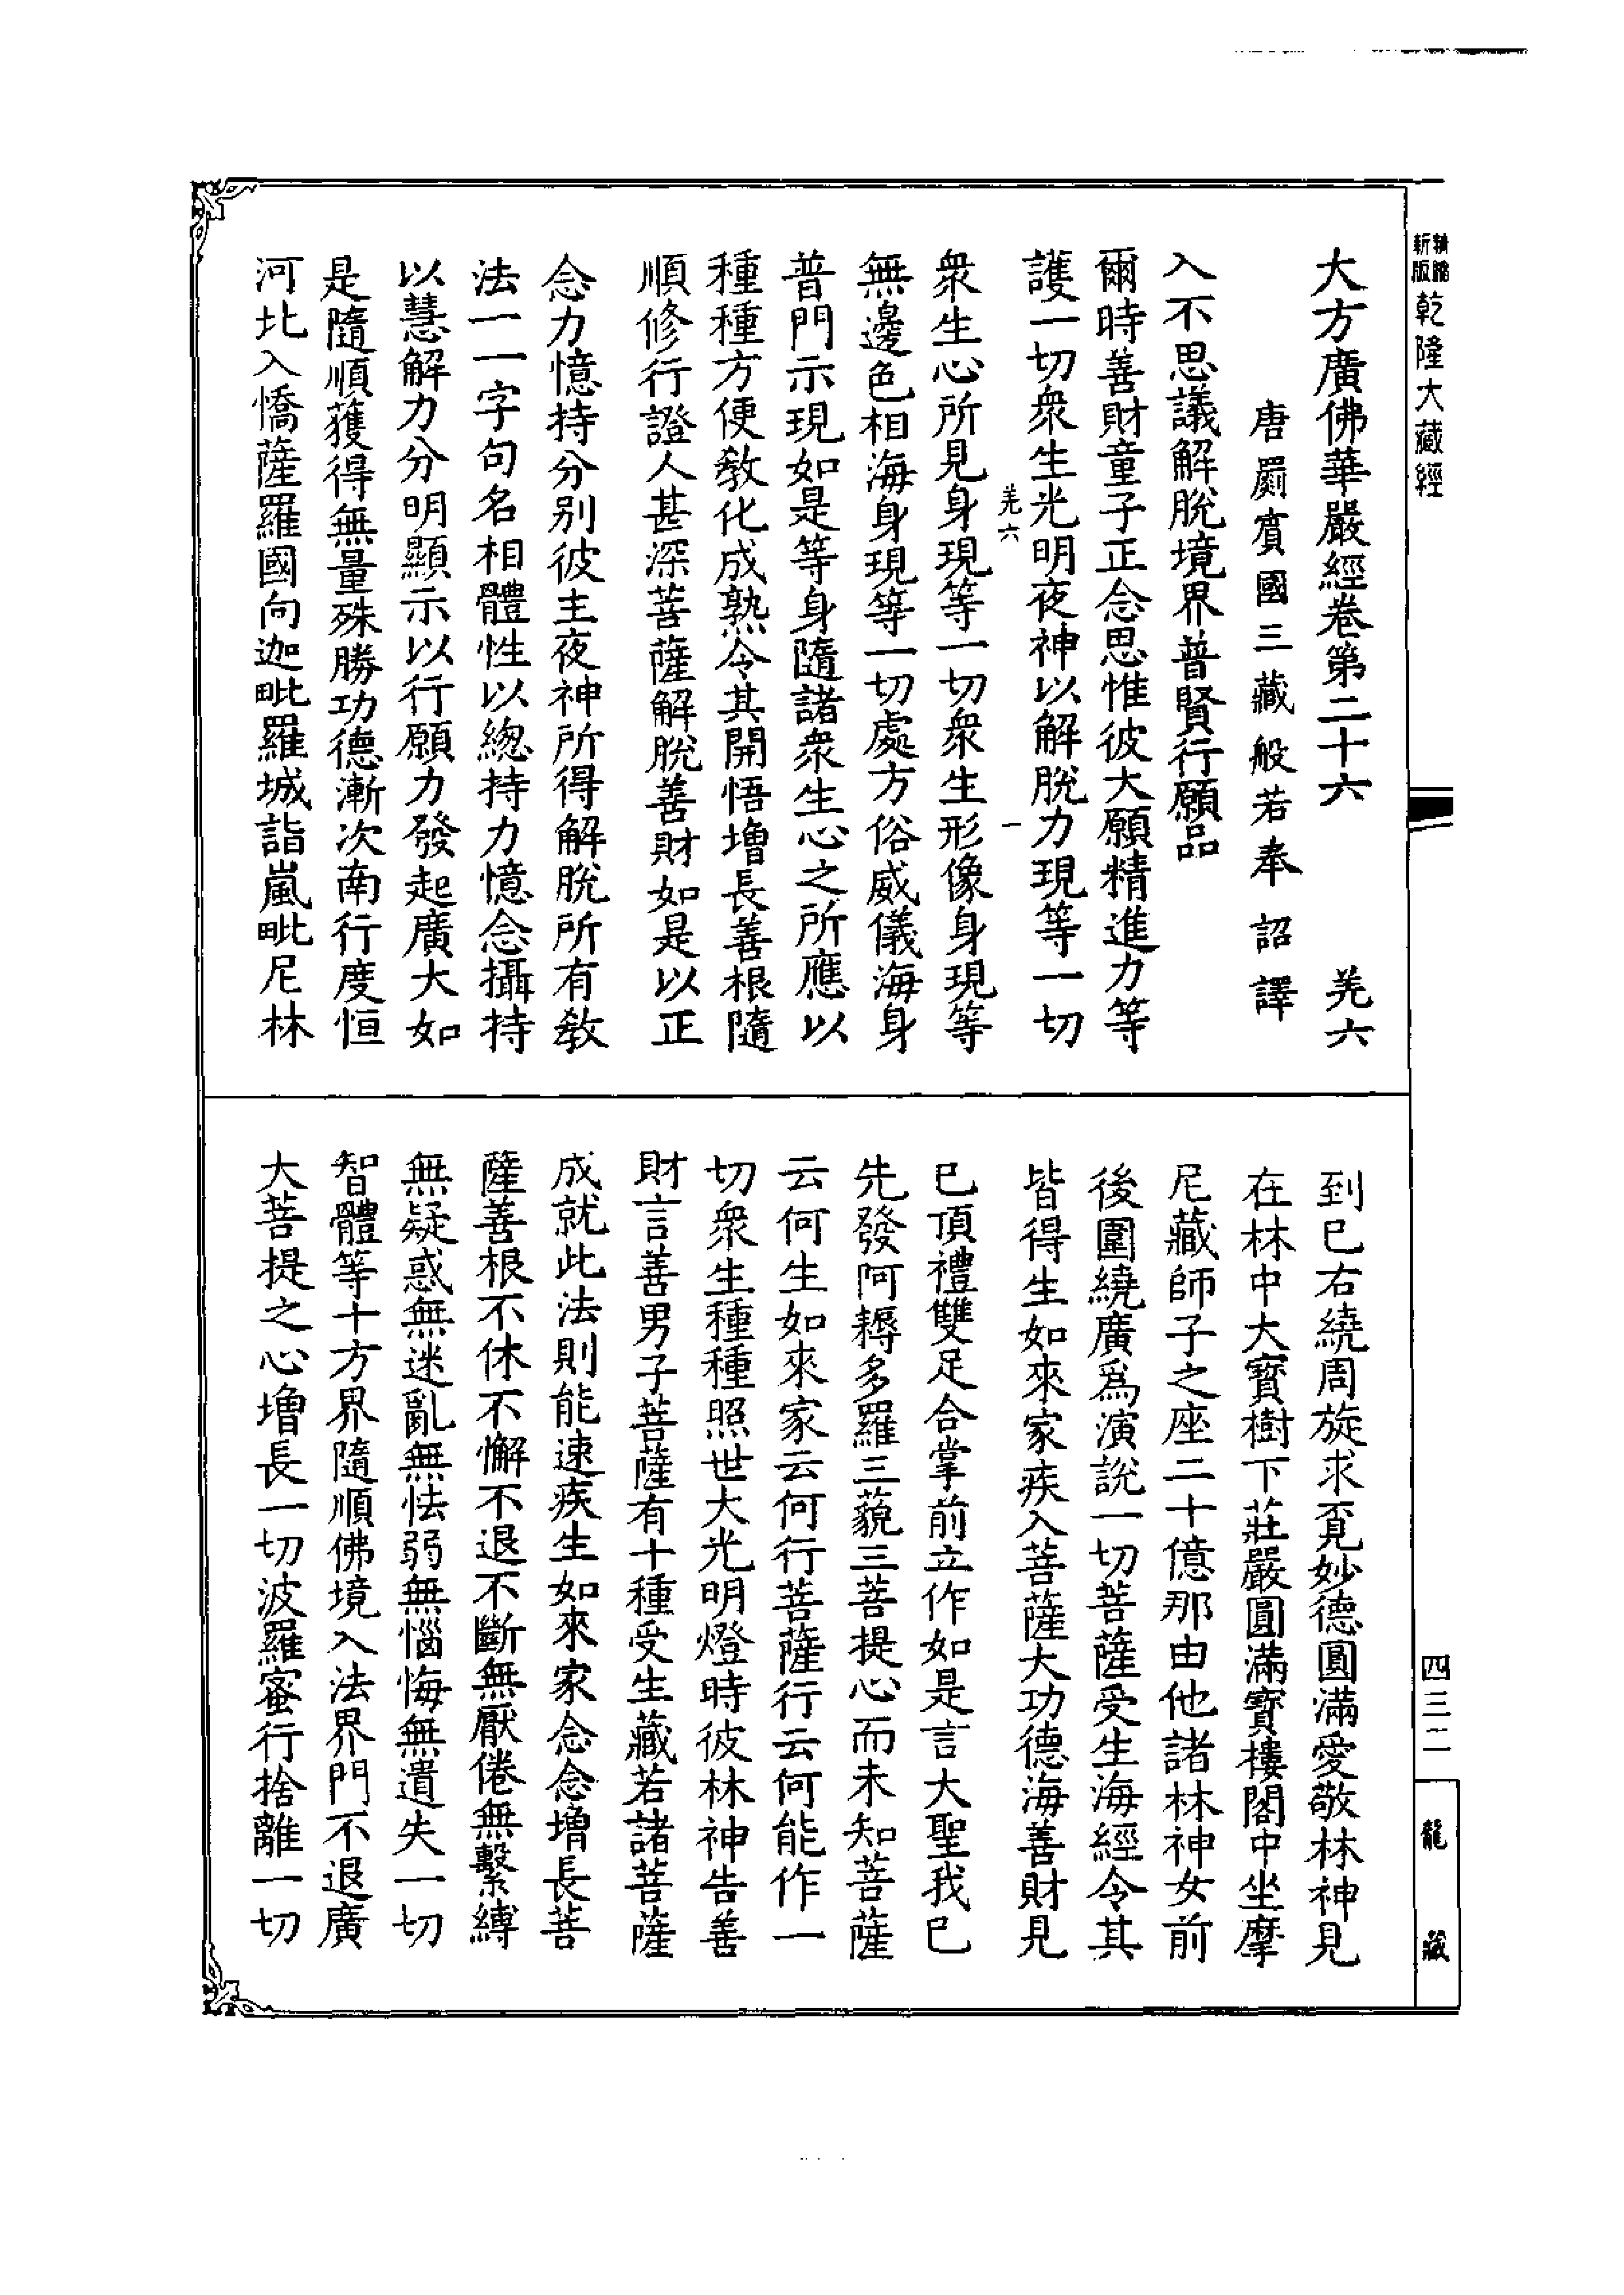 新版精縮乾隆大藏經
大方廣佛華嚴經卷第二十六 羌六
唐罽賓國三藏般若奉 詔譯
入不思議解脫境界普賢行願品
爾時善財童子正念思惟彼大願精進力等
護一切衆生光明夜神以解脫力現等一切
羌六 一
衆生心所見身現等一切衆生形像身現等
無邊色相海身現等一切處方俗威儀海身
普門示現如是等身隨諸衆生心之所應以
種種方便教化成熟令其開悟增長善根隨
順修行證人甚深菩薩解脫善財如是以正
念力憶持分別彼主夜神所得解脫所有教
法一一字句名相體性以總持力憶念攝持
以慧解力分明顯示以行願力發起廣大如
是隨順獲得無量殊勝功德漸次南行度恒
河北入憍薩羅國向迦毗羅城詣嵐毗尼林
到已右繞周旋求覔妙德圓滿愛敬林神見
在林中大寶樹下莊嚴圓滿寶樓閣中坐摩
尼藏師子之座二十億那由他諸林神女前
後圍繞廣爲演說一切菩薩受生海經令其
皆得生如來家疾入菩薩大功德海善財見
已頂禮雙足合掌前立作如是言大聖我已
先發阿耨多羅三藐三菩提心而未知菩薩
云何生如來家云何行菩薩行云何能作一
切衆生種種照世大光明燈時彼林神告善
財言善男子菩薩有十種受生藏若諸菩薩
成就此法則能速疾生如來家念念增長菩
薩善根不休不懈不退不斷無厭倦無繫縛
無疑惑無迷亂無怯弱無惱悔無遺失一切
智體等十方界隨順佛境入法界門不退廣
大菩提之心增長一切波羅蜜行捨離一切
四三二
龍藏